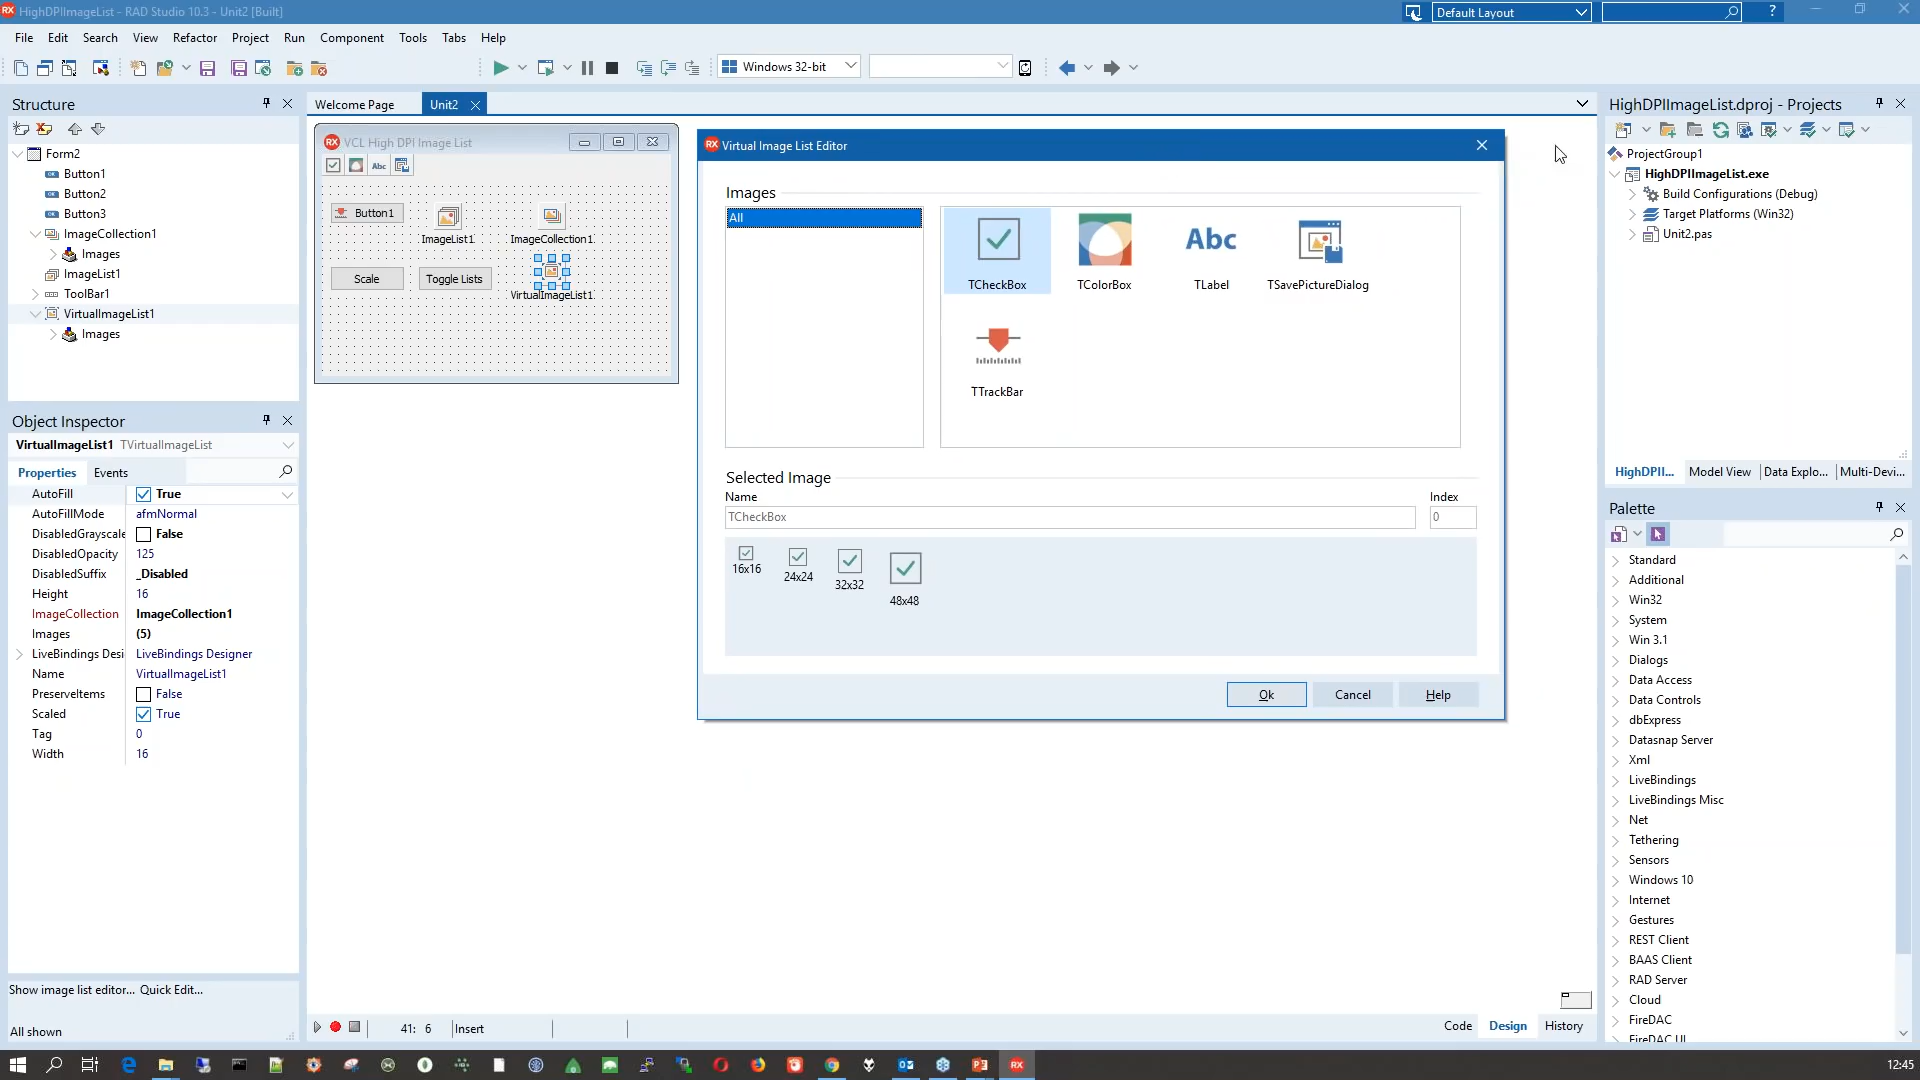 RX HighDPIImageList - RAD Studio 10.3 - Unit2 [Built]
Default Layout
?
File Edit Search View Refactor Project Run Component Tools Tabs Help
Windows 32-bit
Structure
Form2
Button1
Button2
Button3
ImageCollection1
Images
ImageList1
ToolBar1
VirtualImageList1
Images
Object Inspector
VirtualImageList1 TVirtualImageList
Properties Events
AutoFill True
AutoFillMode afmNormal
DisabledGrayscale False
DisabledOpacity 125
DisabledSuffix _Disabled
Height 16
ImageCollection ImageCollection1
Images (5)
LiveBindings Desi LiveBindings Designer
Name VirtualImageList1
PreserveItems False
Scaled True
Tag 0
Width 16
Show image list editor... Quick Edit...
All shown
Welcome Page Unit2
RX VCL High DPI Image List
Abc
Button1
ImageList1
ImageCollection1
Scale
Toggle Lists
VirtualImageList1
RX Virtual Image List Editor
Images
All
Abc
TCheckBox
TColorBox
TLabel
TSavePictureDialog
TTrackBar
Selected Image
Name
Index
TCheckBox
0
16x16
24x24
32x32
48x48
Ok
Cancel
Help
41: 6 Insert
Code Design History
HighDPIImageList.dproj - Projects
ProjectGroup1
HighDPIImageList.exe
Build Configurations (Debug)
Target Platforms (Win32)
Unit2.pas
HighDPII... Model View Data Explo... Multi-Devi...
Palette
Standard
Additional
Win32
System
Win 3.1
Dialogs
Data Access
Data Controls
dbExpress
Datasnap Server
Xml
LiveBindings
LiveBindings Misc
Net
Tethering
Sensors
Windows 10
Internet
Gestures
REST Client
BAAS Client
RAD Server
Cloud
FireDAC
FireDAC UI
RX
12:45